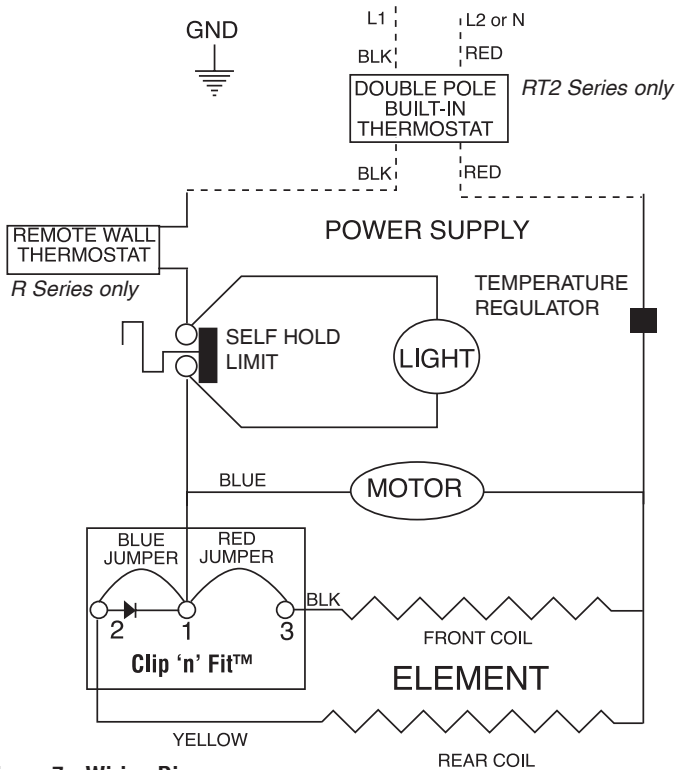 GND
L1
L2 or N
BLK
RED
DOUBLE POLE
BUILT-IN
THERMOSTAT
RT2 Series only
BLK
RED
POWER SUPPLY
REMOTE WALL
THERMOSTAT
R Series only
TEMPERATURE
REGULATOR
SELF HOLD
LIMIT
LIGHT
BLUE
MOTOR
BLUE
JUMPER
RED
JUMPER
BLK
2
1
3
Clip 'n' Fit™
FRONT COIL
ELEMENT
YELLOW
REAR COIL